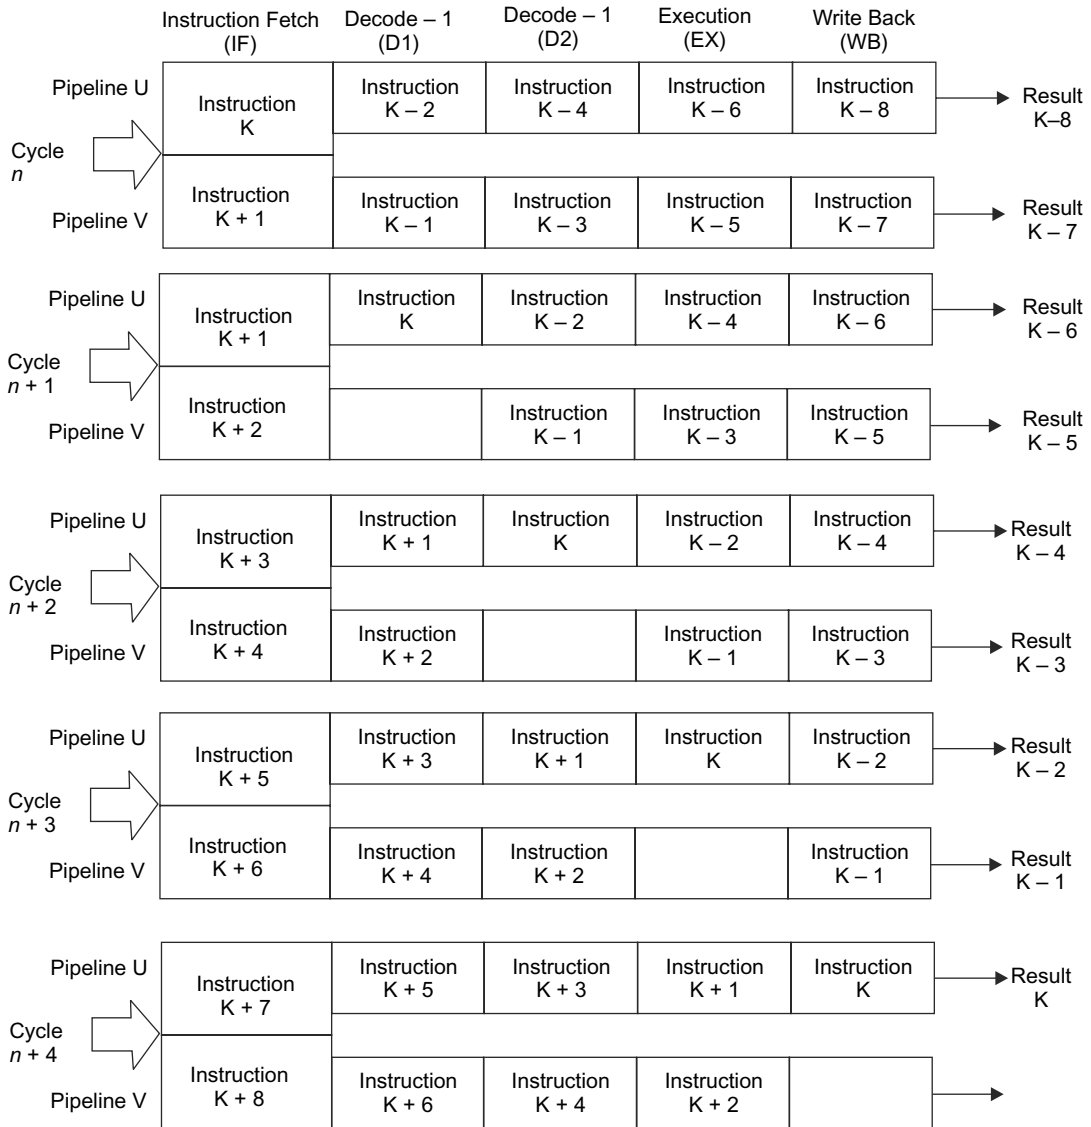 Instruction Fetch Decode – 1 Decode – 1 Execution Write Back
(IF) (D1) (D2) (EX) (WB)
Pipeline U
Instruction
K
Instruction
K – 2
Instruction
K – 4
Instruction
K – 6
Instruction
K – 8
Result
K–8
Cycle
n
Pipeline V
Instruction
K + 1
Instruction
K – 1
Instruction
K – 3
Instruction
K – 5
Instruction
K – 7
Result
K – 7
Pipeline U
Instruction
K + 1
Instruction
K
Instruction
K – 2
Instruction
K – 4
Instruction
K – 6
Result
K – 6
Cycle
n + 1
Pipeline V
Instruction
K + 2
Instruction
K – 1
Instruction
K – 3
Instruction
K – 5
Result
K – 5
Pipeline U
Instruction
K + 3
Instruction
K + 1
Instruction
K
Instruction
K – 2
Instruction
K – 4
Result
K – 4
Cycle
n + 2
Pipeline V
Instruction
K + 4
Instruction
K + 2
Instruction
K – 1
Instruction
K – 3
Result
K – 3
Pipeline U
Instruction
K + 5
Instruction
K + 3
Instruction
K + 1
Instruction
K
Instruction
K – 2
Result
K – 2
Cycle
n + 3
Pipeline V
Instruction
K + 6
Instruction
K + 4
Instruction
K + 2
Instruction
K – 1
Result
K – 1
Pipeline U
Instruction
K + 7
Instruction
K + 5
Instruction
K + 3
Instruction
K + 1
Instruction
K
Result
K
Cycle
n + 4
Pipeline V
Instruction
K + 8
Instruction
K + 6
Instruction
K + 4
Instruction
K + 2